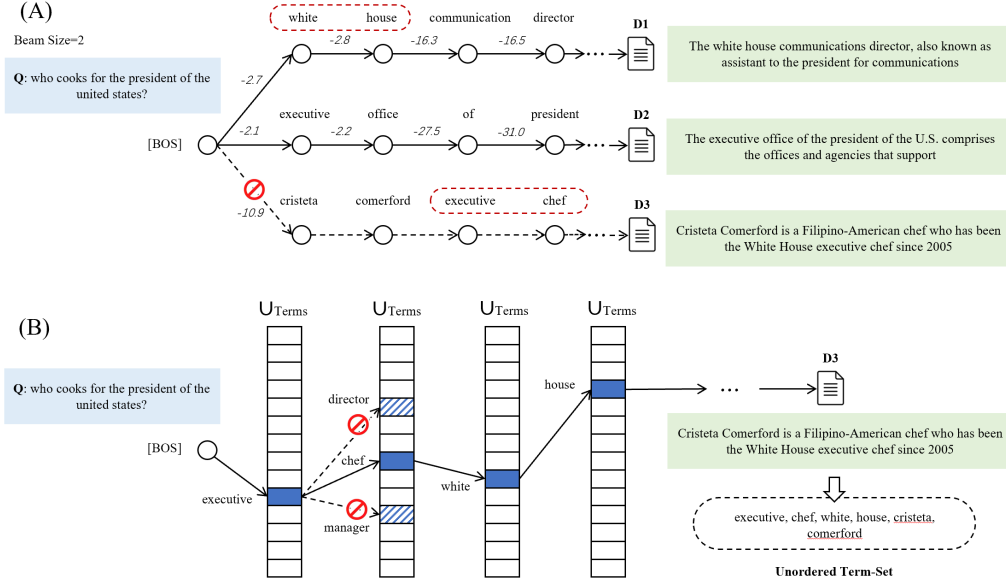 (A)
Beam Size=2
Q: who cooks for the president of the
united states?
[BOS]
white house communication director
-2.7 -2.8 -16.3 -16.5
D1
The white house communications director, also known as
assistant to the president for communications
executive office of president
-2.1 -2.2 -27.5 -31.0
D2
The executive office of the president of the U.S. comprises
the offices and agencies that support
cristeta comerford executive chef
-10.9
D3
Cristeta Comerford is a Filipino-American chef who has been
the White House executive chef since 2005
(B)
UTerms UTerms UTerms UTerms
Q: who cooks for the president of the
united states?
[BOS]
executive
director
chef
manager
white
house
...
D3
Cristeta Comerford is a Filipino-American chef who has been
the White House executive chef since 2005
executive, chef, white, house, cristeta,
comerford
Unordered Term-Set